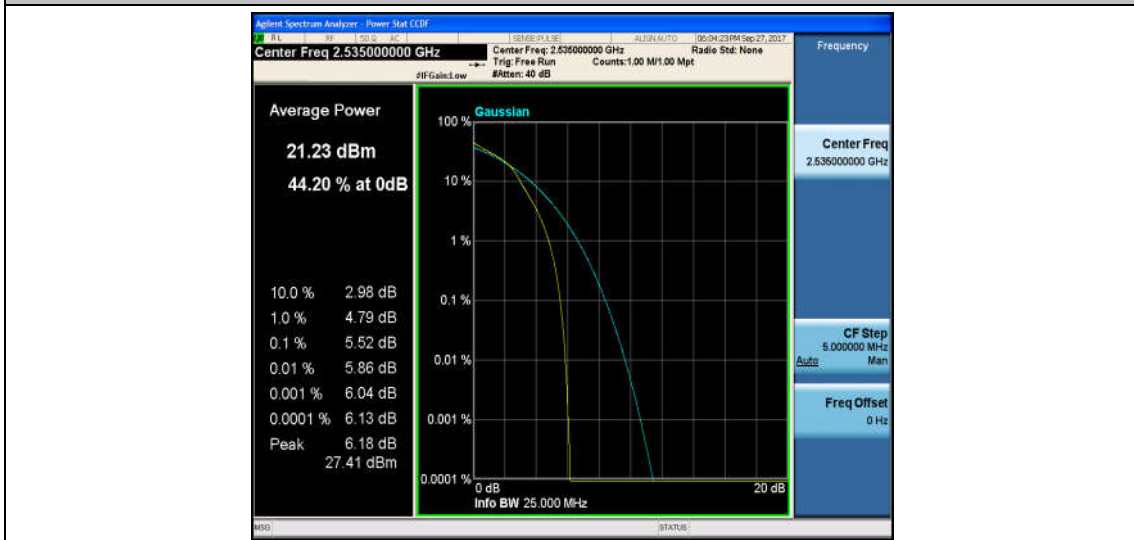 Agilent Spectrum Analyzer - Power Stat CCDF
RL RF 50 Ω AC SENSE:PULSE ALIGN AUTO 06:04:23 PM Sep 27, 2017
Center Freq 2.535000000 GHz
Center Freq: 2.535000000 GHz Radio Std: None
Trig: Free Run Counts:1.00 M/1.00 Mpt
#IFGain:Low #Atten: 40 dB
Frequency
Average Power
21.23 dBm
44.20 % at 0dB
10.0 % 2.98 dB
1.0 % 4.79 dB
0.1 % 5.52 dB
0.01 % 5.86 dB
0.001 % 6.04 dB
0.0001 % 6.13 dB
Peak 6.18 dB
27.41 dBm
Gaussian
100 %
10 %
1 %
0.1 %
0.01 %
0.001 %
0.0001 %
0 dB 20 dB
Info BW 25.000 MHz
Center Freq
2.535000000 GHz
CF Step
5.000000 MHz
Auto Man
Freq Offset
0 Hz
MSG STATUS